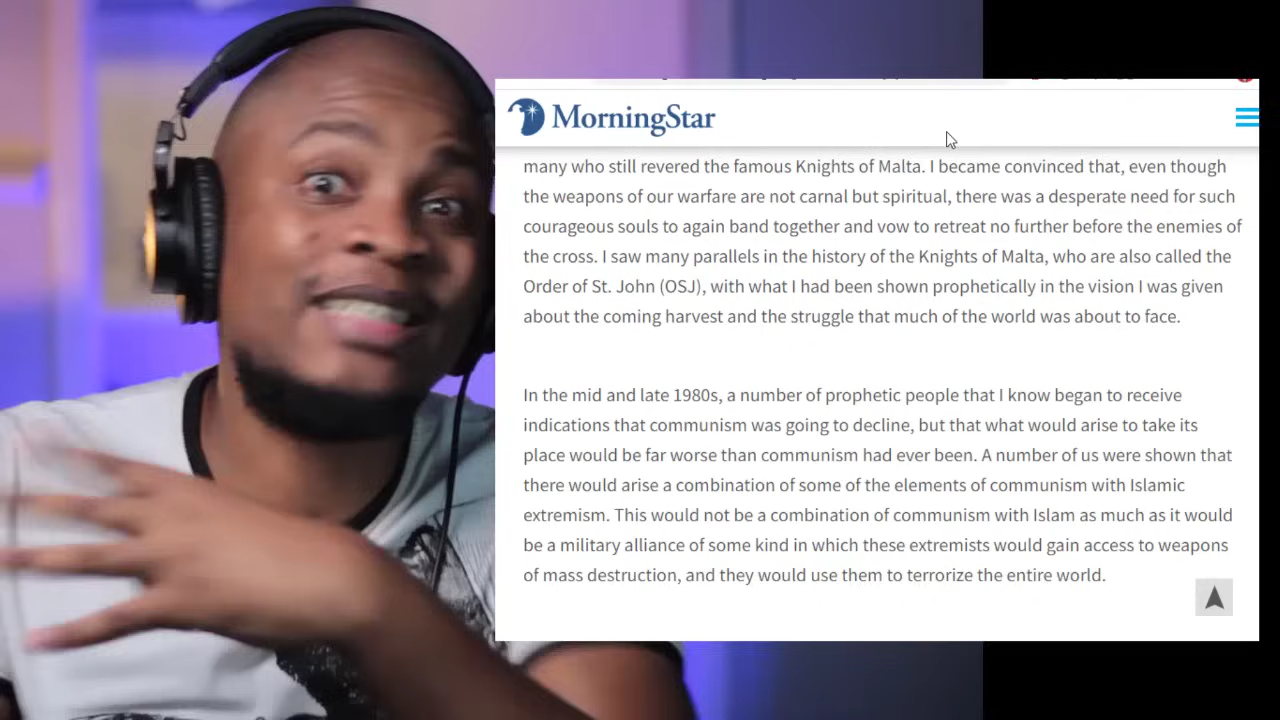 MorningStar
many who still revered the famous Knights of Malta. I became convinced that, even though
the weapons of our warfare are not carnal but spiritual, there was a desperate need for such
courageous souls to again band together and vow to retreat no further before the enemies of
the cross. I saw many parallels in the history of the Knights of Malta, who are also called the
Order of St. John (OSJ), with what I had been shown prophetically in the vision I was given
about the coming harvest and the struggle that much of the world was about to face.
In the mid and late 1980s, a number of prophetic people that I know began to receive
indications that communism was going to decline, but that what would arise to take its
place would be far worse than communism had ever been. A number of us were shown that
there would arise a combination of some of the elements of communism with Islamic
extremism. This would not be a combination of communism with Islam as much as it would
be a military alliance of some kind in which these extremists would gain access to weapons
of mass destruction, and they would use them to terrorize the entire world.